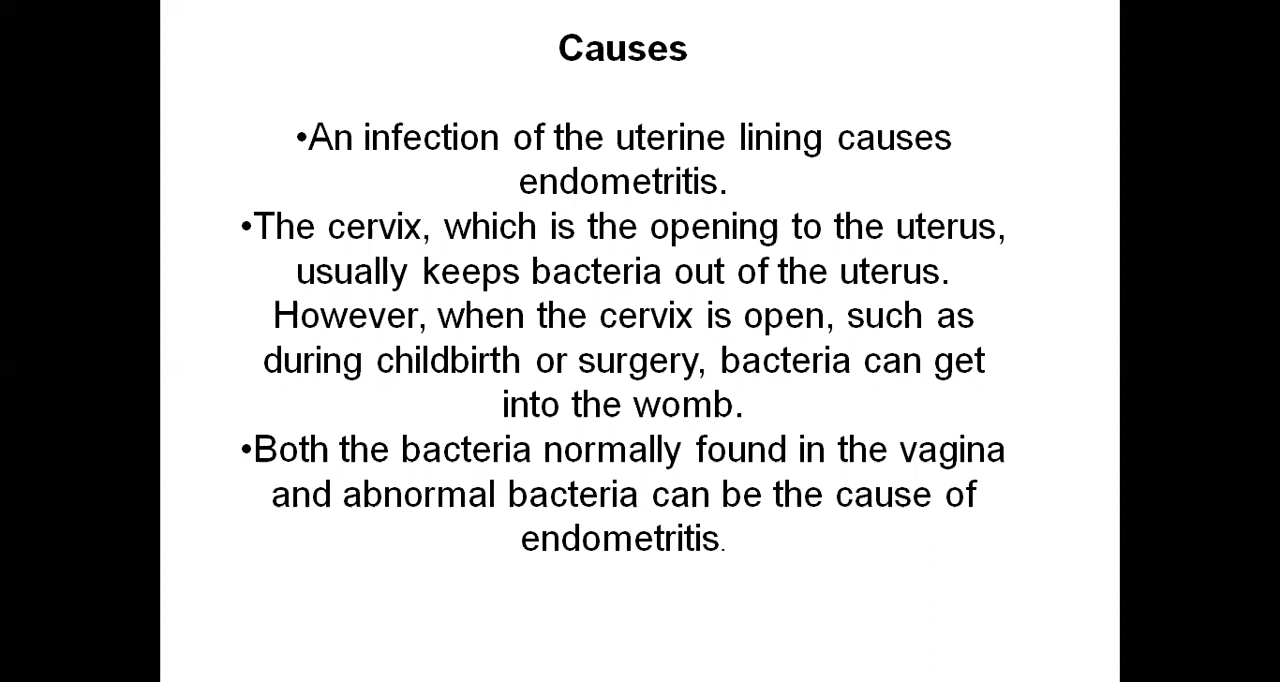 Causes
•An infection of the uterine lining causes
endometritis.
•The cervix, which is the opening to the uterus,
usually keeps bacteria out of the uterus.
However, when the cervix is open, such as
during childbirth or surgery, bacteria can get
into the womb.
•Both the bacteria normally found in the vagina
and abnormal bacteria can be the cause of
endometritis.